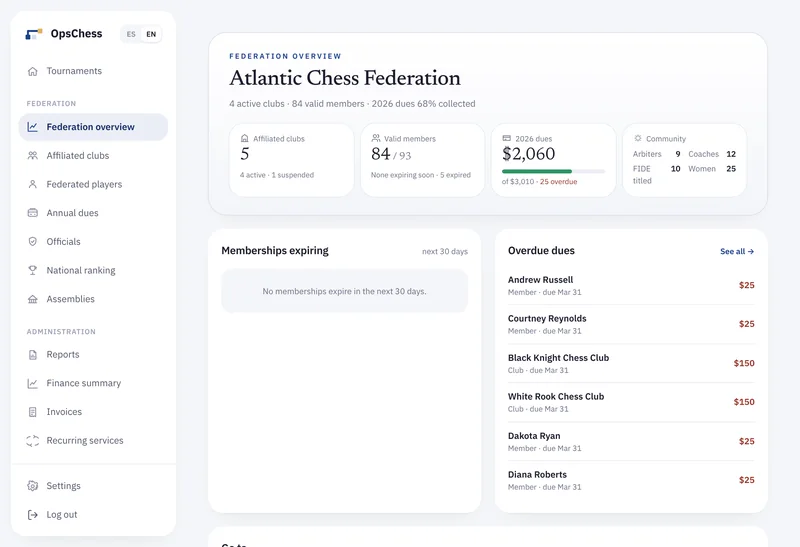 OpsChess
ES EN
Tournaments
FEDERATION
Federation overview
Affiliated clubs
Federated players
Annual dues
Officials
National ranking
Assemblies
ADMINISTRATION
Reports
Finance summary
Invoices
Recurring services
Settings
Log out
FEDERATION OVERVIEW
Atlantic Chess Federation
4 active clubs · 84 valid members · 2026 dues 68% collected
Affiliated clubs
5
4 active · 1 suspended
Valid members
84 / 93
None expiring soon · 5 expired
2026 dues
$2,060
of $3,010 · 25 overdue
Community
Arbiters 9 Coaches 12
FIDE titled 10 Women 25
Memberships expiring
next 30 days
No memberships expire in the next 30 days.
Overdue dues
See all →
Andrew Russell
Member · due Mar 31
$25
Courtney Reynolds
Member · due Mar 31
$25
Black Knight Chess Club
Club · due Mar 31
$150
White Rook Chess Club
Club · due Mar 31
$150
Dakota Ryan
Member · due Mar 31
$25
Diana Roberts
Member · due Mar 31
$25